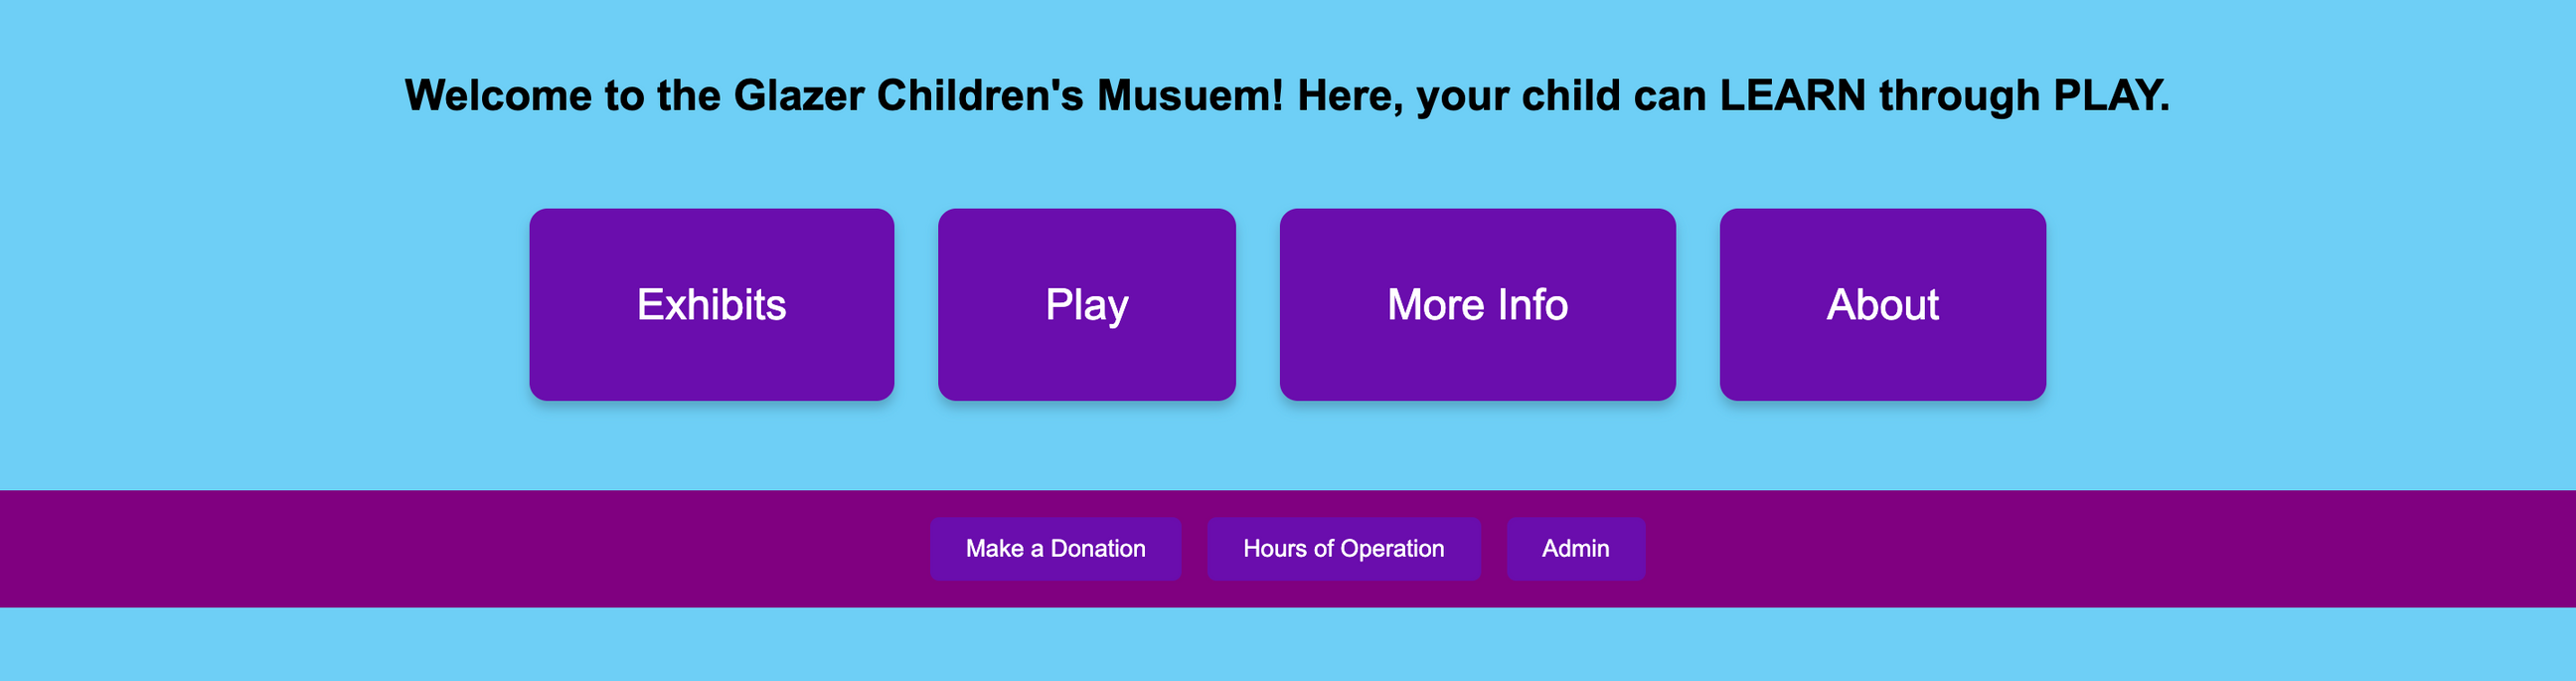 Welcome to the Glazer Children's Musuem! Here, your child can LEARN through PLAY.
Exhibits
Play
More Info
About
Make a Donation
Hours of Operation
Admin